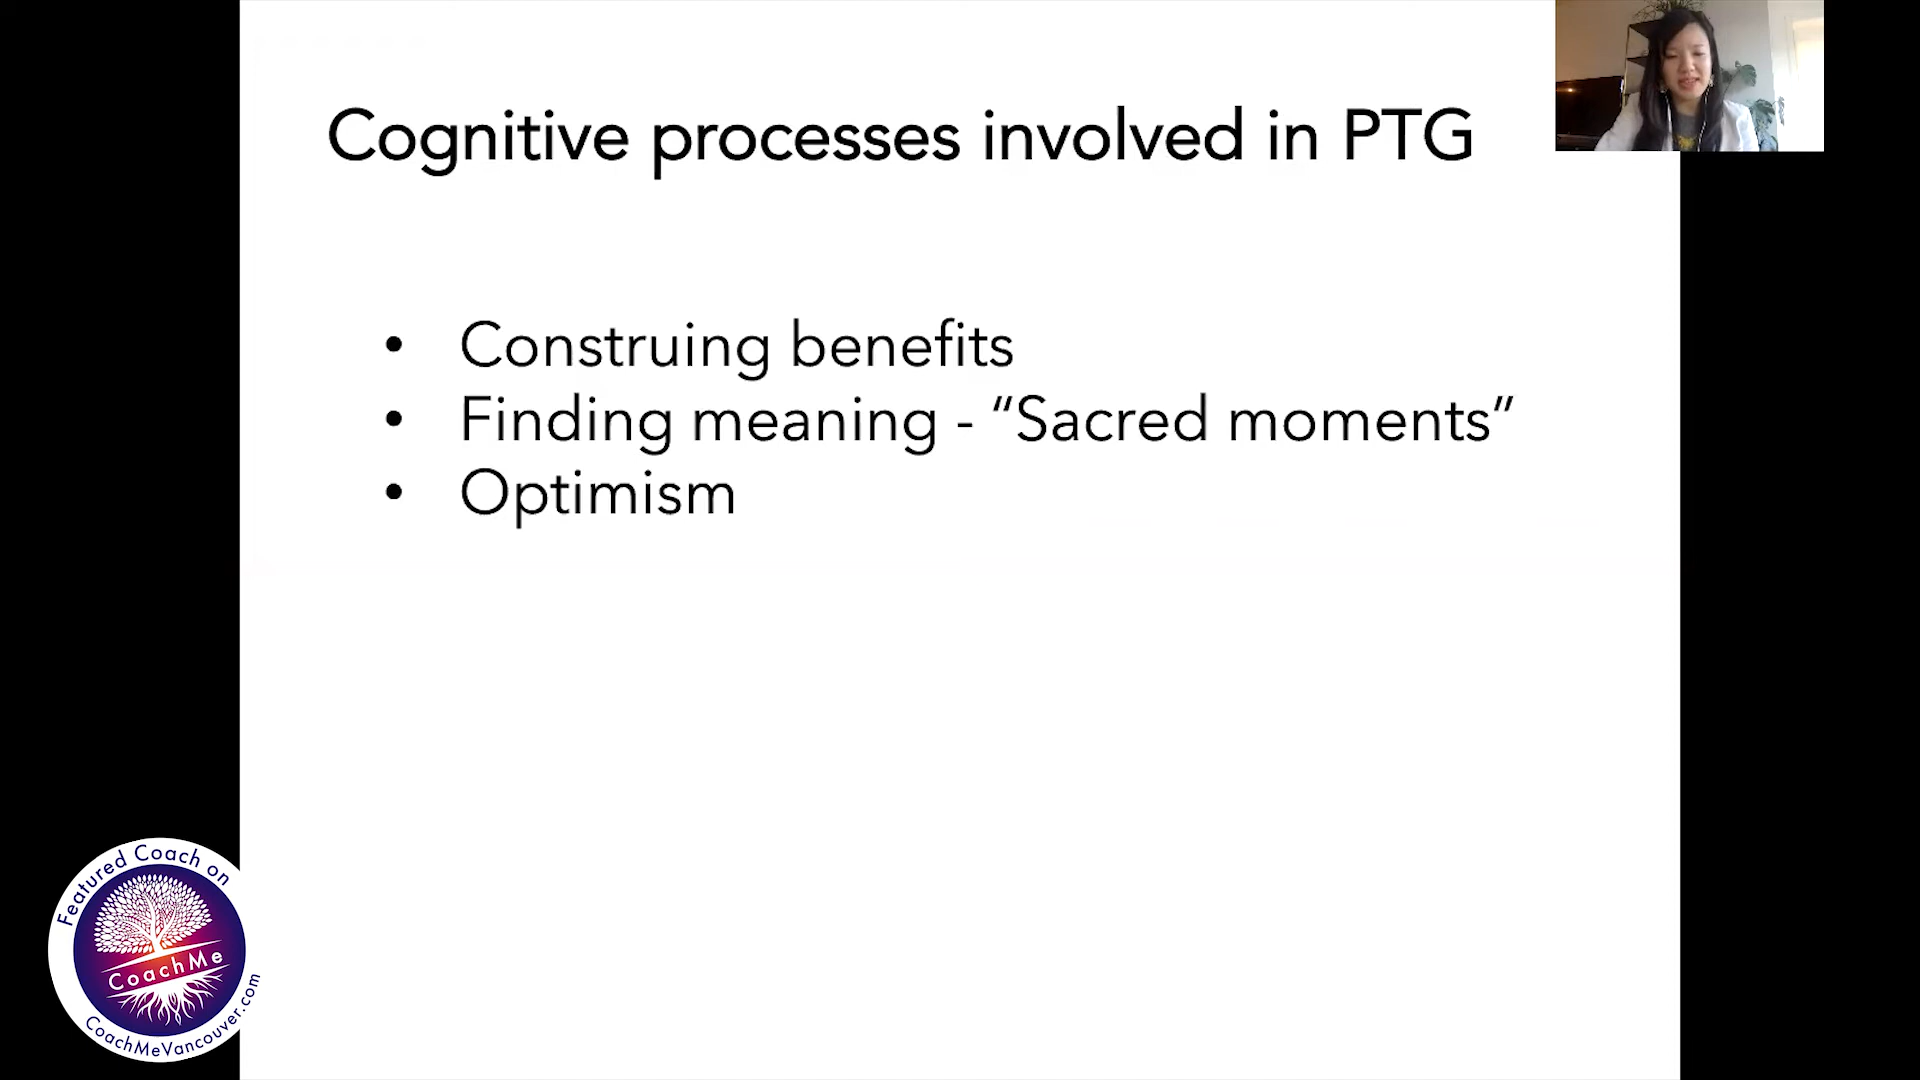 Cognitive processes involved in PTG
• Construing benefits
• Finding meaning - “Sacred moments”
• Optimism
Featured Coach on
CoachMe
CoachMeVancouver.com